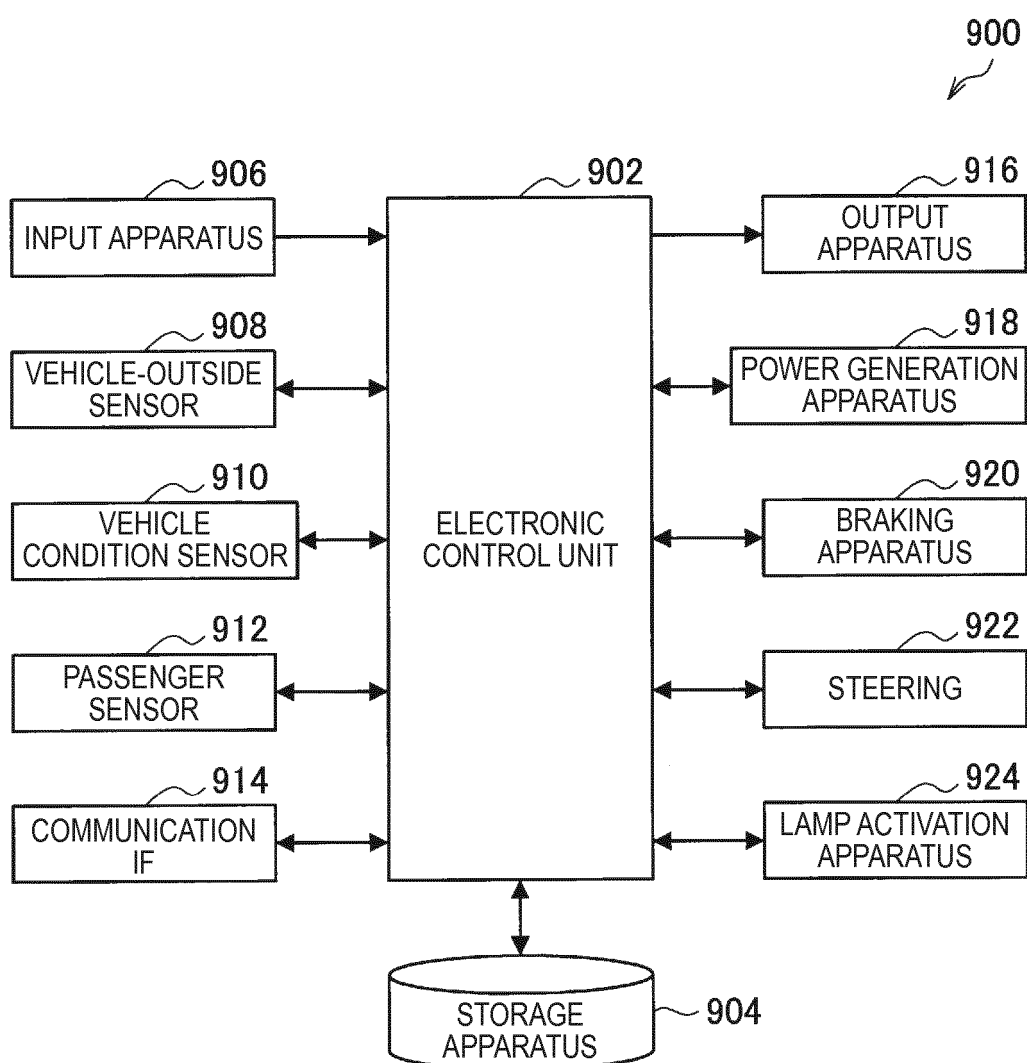 900
906
902
916
INPUT APPARATUS
OUTPUT
APPARATUS
908
918
VEHICLE-OUTSIDE
SENSOR
POWER GENERATION
APPARATUS
910
920
VEHICLE
CONDITION SENSOR
ELECTRONIC
CONTROL UNIT
BRAKING
APPARATUS
912
922
PASSENGER
SENSOR
STEERING
914
924
COMMUNICATION
IF
LAMP ACTIVATION
APPARATUS
STORAGE
APPARATUS
904